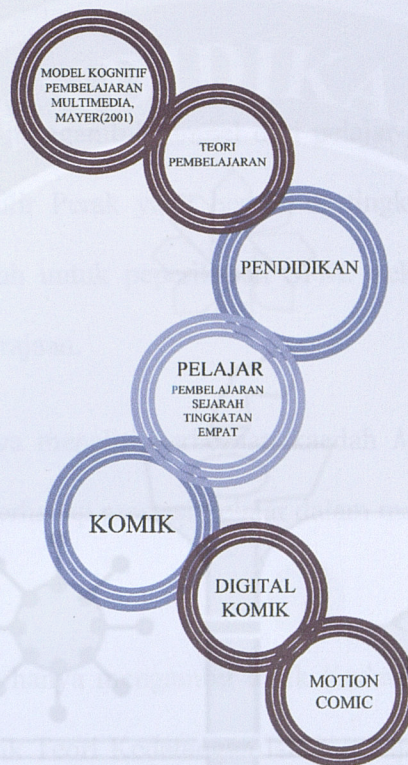 MODEL KOGNITIF
PEMBELAJARAN
MULTIMEDIA,
MAYER(2001)
TEORI
PEMBELAJARAN
PENDIDIKAN
PELAJAR
PEMBELAJARAN
SEJARAH
TINGKATAN
EMPAT
KOMIK
DIGITAL
KOMIK
MOTION
COMIC